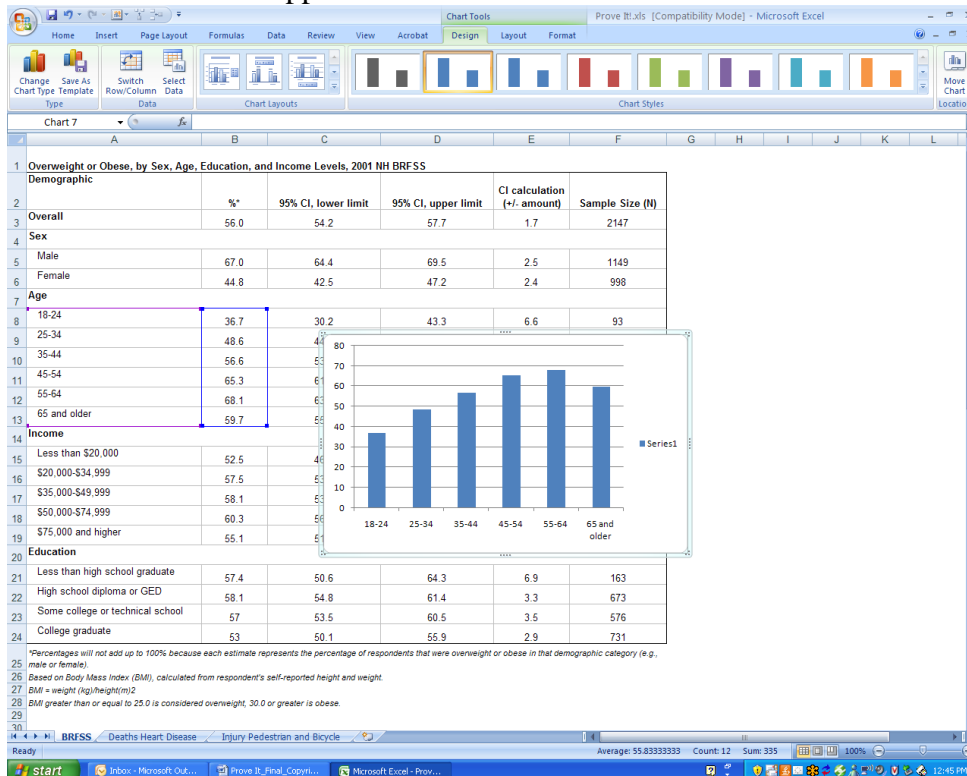 Chart Tools
Prove It!.xls [Compatibility Mode] - Microsoft Excel
Home Insert Page Layout Formulas Data Review View Acrobat Design Layout Format
Change Chart Type
Save As Template
Switch Row/Column
Select Data
Move Chart
Type Data Chart Layouts Chart Styles
Chart 7 fx
A B C D E F G H I J K L
1 Overweight or Obese, by Sex, Age, Education, and Income Levels, 2001 NH BRFSS
2 Demographic %* 95% CI, lower limit 95% CI, upper limit CI calculation (+/- amount) Sample Size (N)
3 Overall 56.0 54.2 57.7 1.7 2147
4 Sex
5 Male 67.0 64.4 69.5 2.5 1149
6 Female 44.8 42.5 47.2 2.4 998
7 Age
8 18-24 36.7 30.2 43.3 6.6 93
9 25-34 48.6
10 35-44 56.6
11 45-54 65.3
12 55-64 68.1
13 65 and older 59.7
14 Income
15 Less than $20,000 52.5
16 $20,000-$34,999 57.5
17 $35,000-$49,999 58.1
18 $50,000-$74,999 60.3
19 $75,000 and higher 55.1
80
70
60
50
40
30
20
10
0
18-24 25-34 35-44 45-54 55-64 65 and older
Series1
20 Education
21 Less than high school graduate 57.4 50.6 64.3 6.9 163
22 High school diploma or GED 58.1 54.8 61.4 3.3 673
23 Some college or technical school 57 53.5 60.5 3.5 576
24 College graduate 53 50.1 55.9 2.9 731
*Percentages will not add up to 100% because each estimate represents the percentage of respondents that were overweight or obese in that demographic category (e.g.,
25 male or female).
26 Based on Body Mass Index (BMI), calculated from respondent's self-reported height and weight.
27 BMI = weight (kg)/height(m)2
28 BMI greater than or equal to 25.0 is considered overweight, 30.0 or greater is obese.
29
30
BRFSS Deaths Heart Disease Injury Pedestrian and Bicycle
Ready Average: 55.83333333 Count: 12 Sum: 335 100%
start Inbox - Microsoft Out... Prove It_Final_Copyri... Microsoft Excel - Prov... 12:45 PM